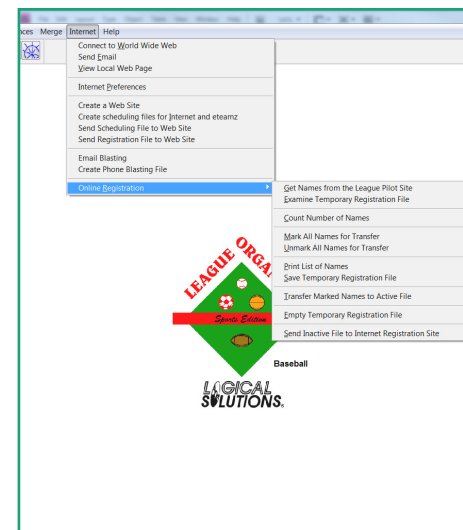 nces Merge Internet Help
Connect to World Wide Web
Send Email
View Local Web Page
Internet Preferences
Create a Web Site
Create scheduling files for Internet and eteamz
Send Scheduling File to Web Site
Send Registration File to Web Site
Email Blasting
Create Phone Blasting File
Online Registration
Get Names from the League Pilot Site
Examine Temporary Registration File
Count Number of Names
Mark All Names for Transfer
Unmark All Names for Transfer
Print List of Names
Save Temporary Registration File
Transfer Marked Names to Active File
Empty Temporary Registration File
Send Inactive File to Internet Registration Site
LEAGUE ORGA
Sports Edition
Baseball
LOGICAL
SOLUTIONS®